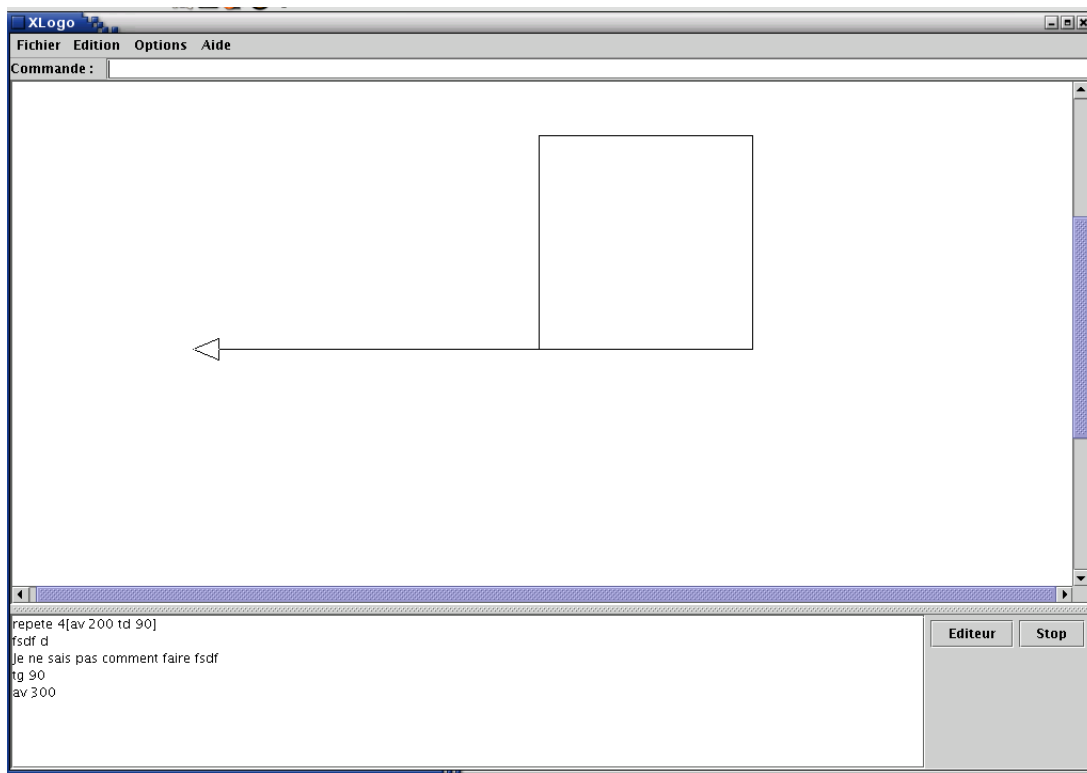 XLogo
Fichier Edition Options Aide
Commande :
repete 4[av 200 td 90]
fsdf d
Je ne sais pas comment faire fsdf
tg 90
av 300
Editeur Stop